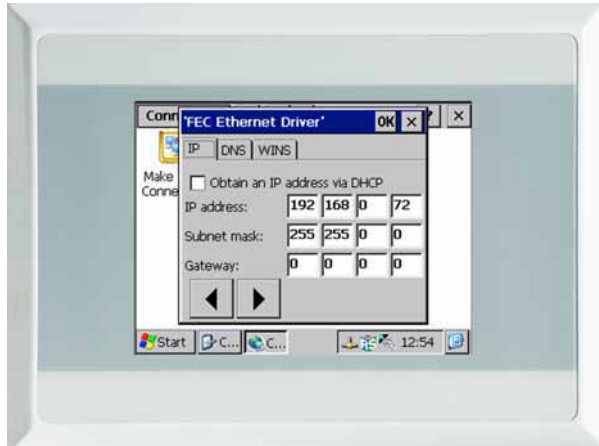 Conn
'FEC Ethernet Driver' OK ×
? ×
IP DNS WINS
Make
Conne
Obtain an IP address via DHCP
IP address: 192 168 0 72
Subnet mask: 255 255 0 0
Gateway: 0 0 0 0
Start C... C... 12:54